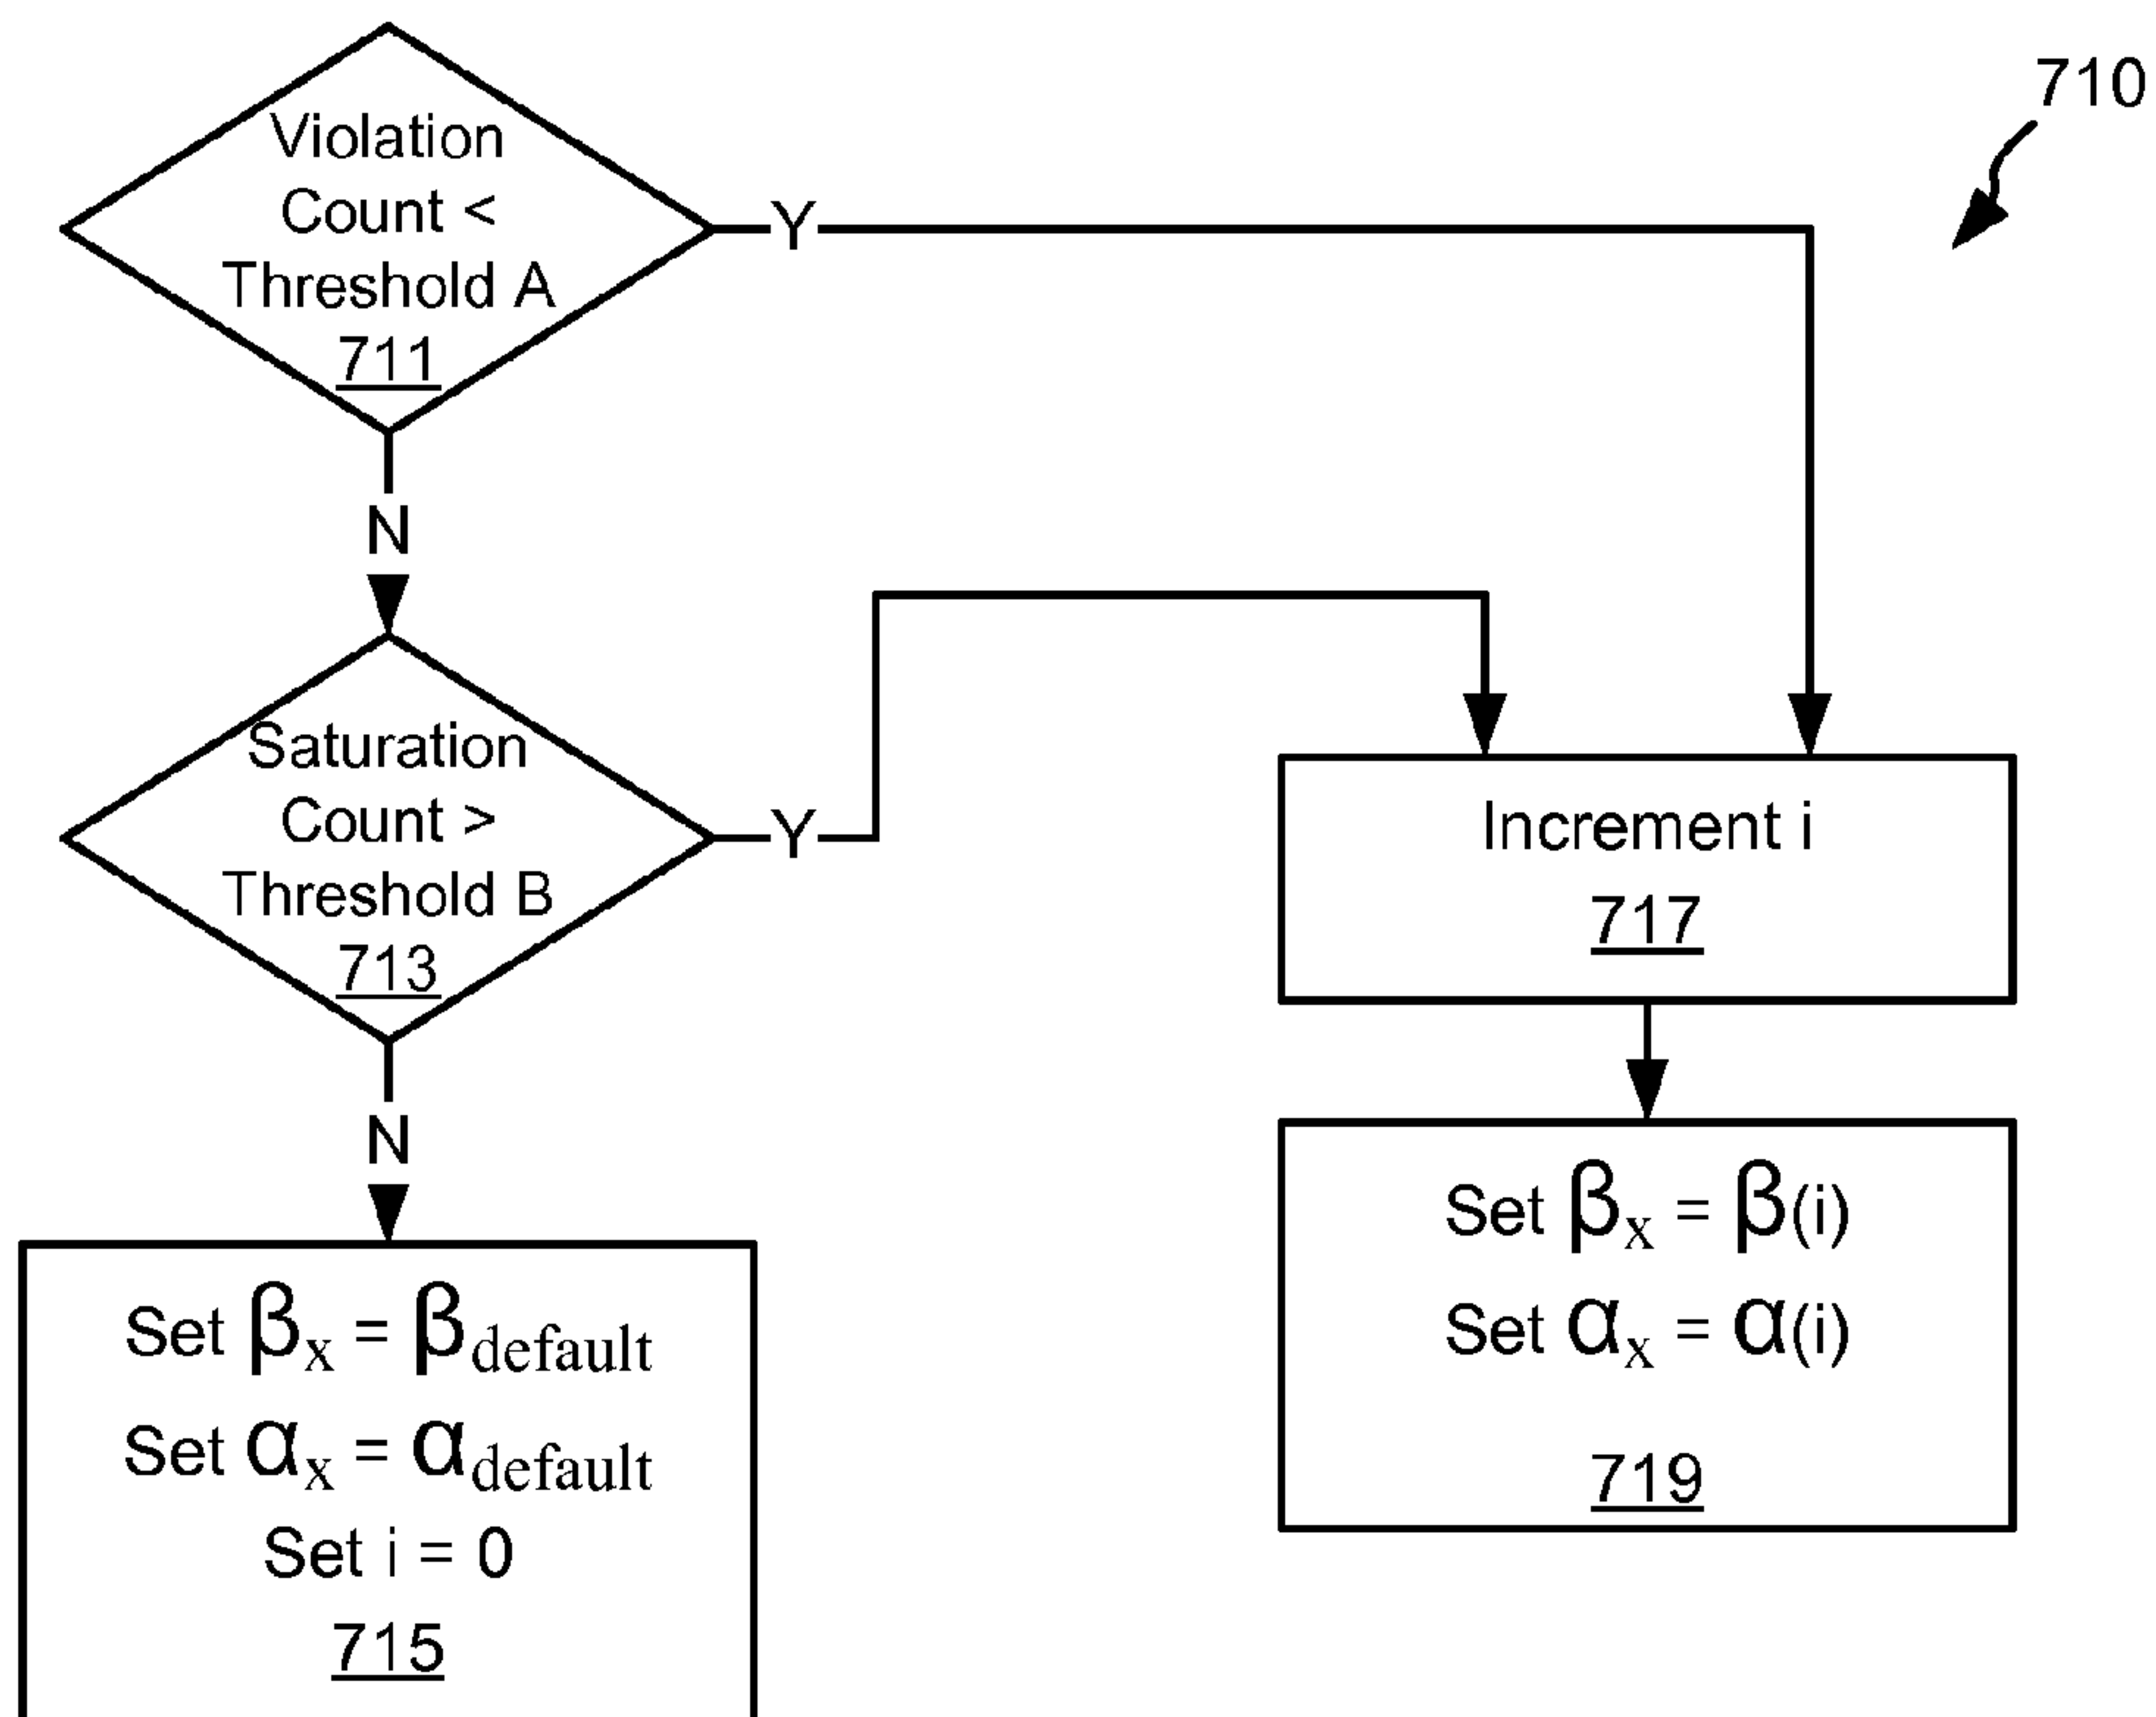 710
Violation
Count <
Threshold A
711
Y
N
Saturation
Count >
Threshold B
713
Y
N
Increment i
717
Set βx = β(i)
Set αx = α(i)
719
Set βx = βdefault
Set αx = αdefault
Set i = 0
715